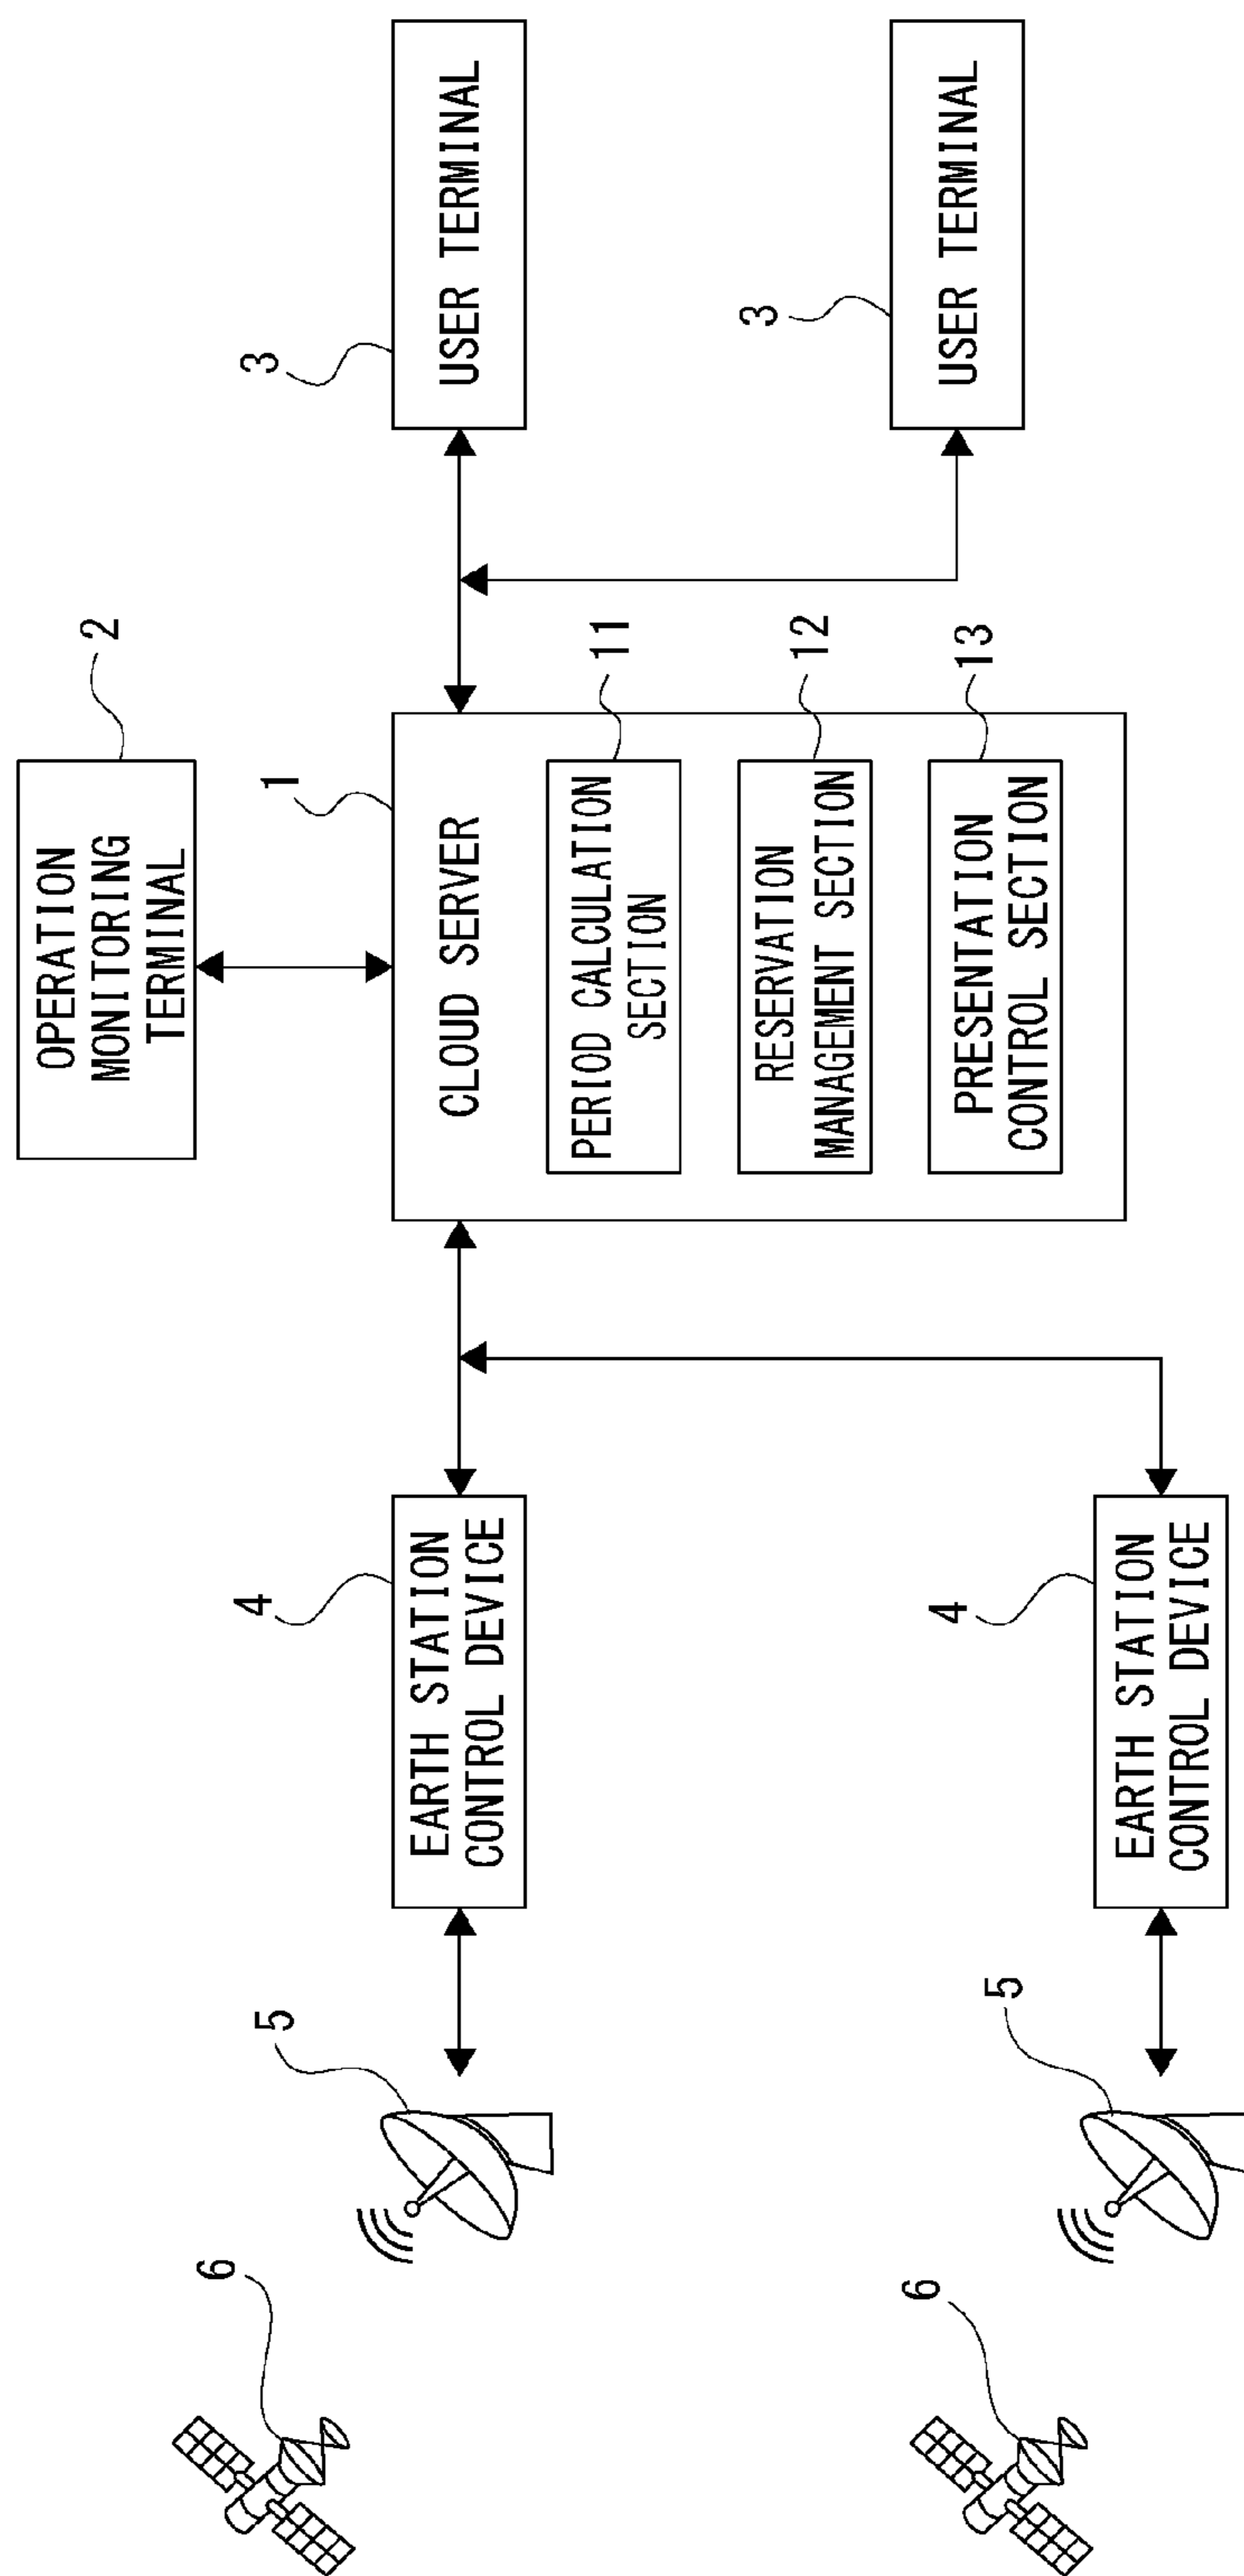 OPERATION
MONITORING
TERMINAL
2
1
CLOUD SERVER
PERIOD CALCULATION
SECTION
11
RESERVATION
MANAGEMENT SECTION
12
PRESENTATION
CONTROL SECTION
13
3
USER TERMINAL
3
USER TERMINAL
4
EARTH STATION
CONTROL DEVICE
4
EARTH STATION
CONTROL DEVICE
5
5
6
6